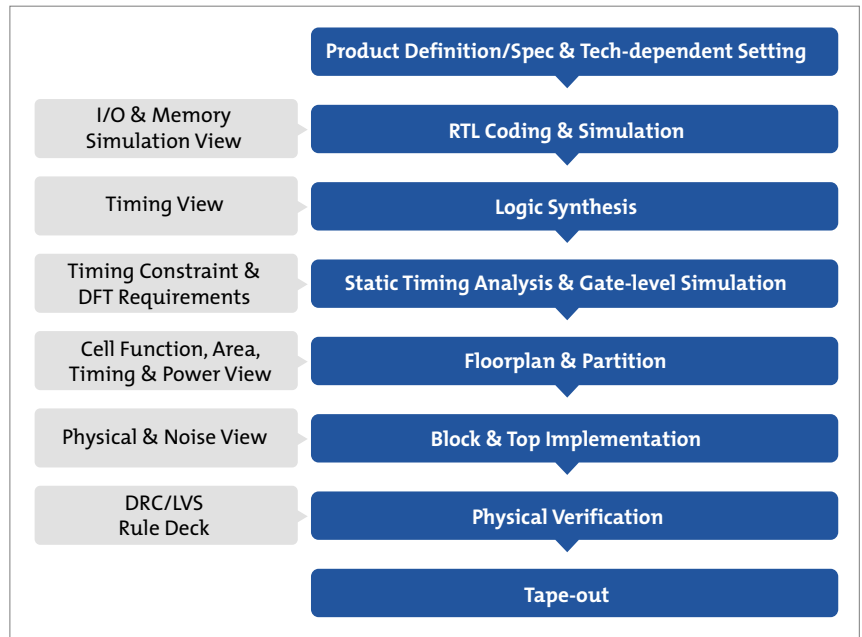 Product Definition/Spec & Tech-dependent Setting
I/O & Memory
Simulation View
RTL Coding & Simulation
Timing View
Logic Synthesis
Timing Constraint &
DFT Requirements
Static Timing Analysis & Gate-level Simulation
Cell Function, Area,
Timing & Power View
Floorplan & Partition
Physical & Noise View
Block & Top Implementation
DRC/LVS
Rule Deck
Physical Verification
Tape-out